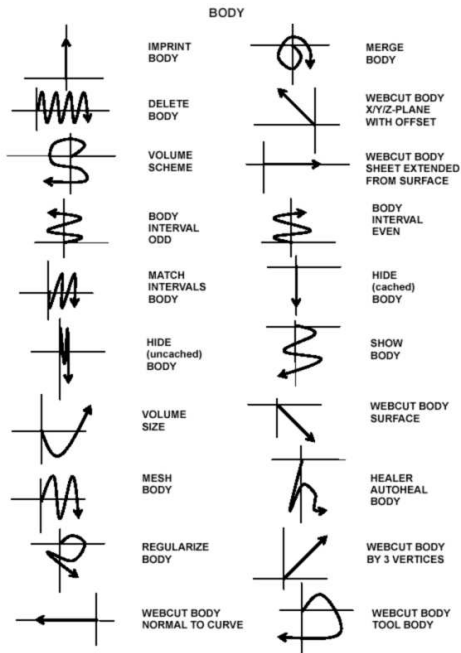 BODY
IMPRINT
BODY
MERGE
BODY
DELETE
BODY
WEBCUT BODY
X/Y/Z-PLANE
WITH OFFSET
VOLUME
SCHEME
WEBCUT BODY
SHEET EXTENDED
FROM SURFACE
BODY
INTERVAL
ODD
BODY
INTERVAL
EVEN
MATCH
INTERVALS
BODY
HIDE
(cached)
BODY
HIDE
(uncached)
BODY
SHOW
BODY
VOLUME
SIZE
WEBCUT BODY
SURFACE
MESH
BODY
HEALER
AUTOHEAL
BODY
REGULARIZE
BODY
WEBCUT BODY
BY 3 VERTICES
WEBCUT BODY
NORMAL TO CURVE
WEBCUT BODY
TOOL BODY